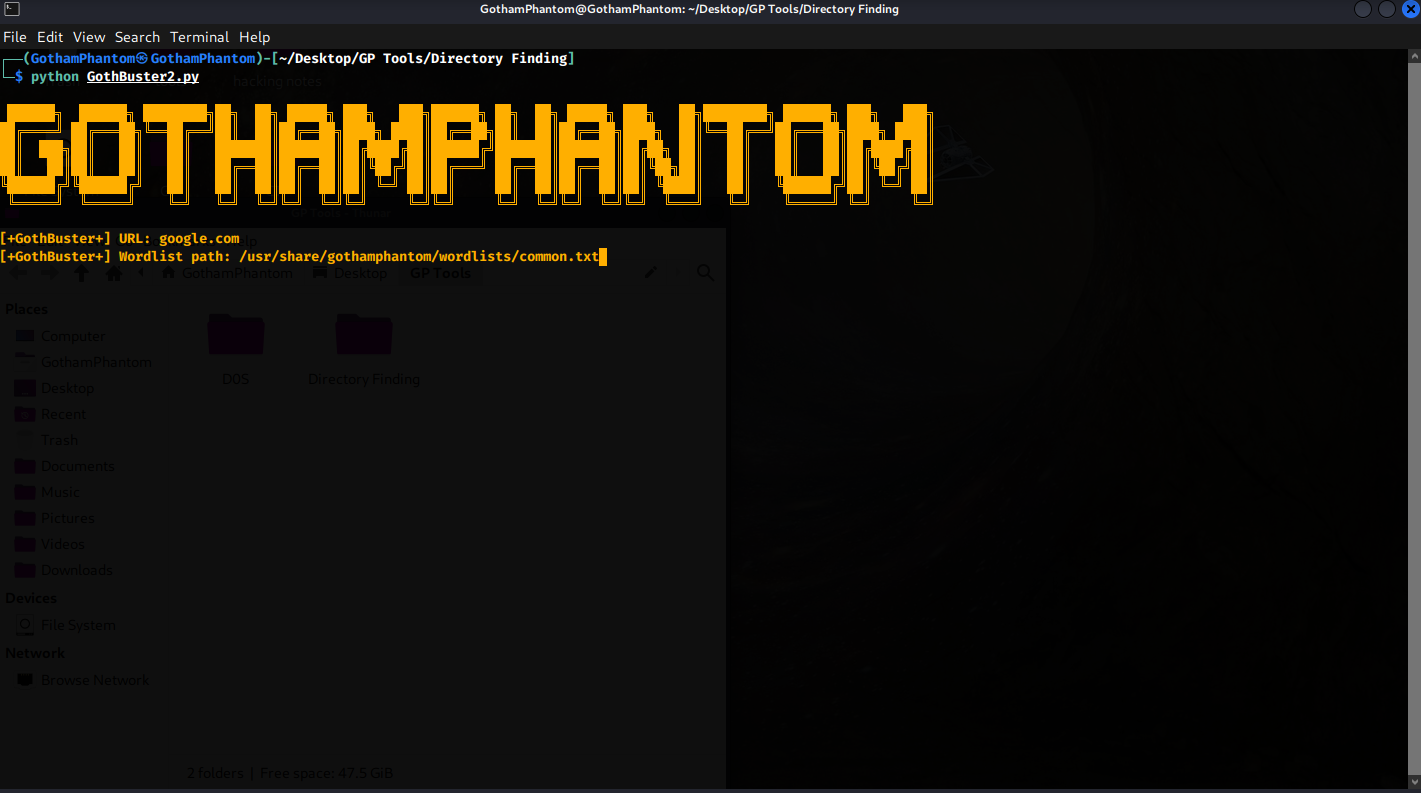 GothamPhantom@GothamPhantom: ~/Desktop/GP Tools/Directory Finding
File Edit View Search Terminal Help
(GothamPhantom㉿GothamPhantom)-[~/Desktop/GP Tools/Directory Finding]
$ python GothBuster2.py
hacking notes
GOTHAMPHANTOM
[+GothBuster+] URL: google.com
[+GothBuster+] Wordlist path: /usr/share/gothamphantom/wordlists/common.txt
GothamPhantom Desktop GP Tools
Places
Computer
GothamPhantom
Desktop
Recent
Trash
Documents
Music
Pictures
Videos
Downloads
Devices
File System
Network
Browse Network
D0S
Directory Finding
2 folders | Free space: 47.5 GiB